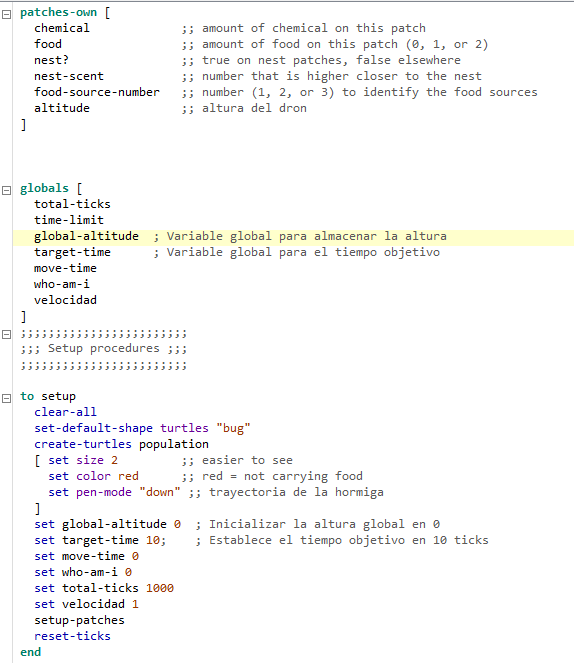 patches-own [
  chemical             ;; amount of chemical on this patch
  food                 ;; amount of food on this patch (0, 1, or 2)
  nest?                ;; true on nest patches, false elsewhere
  nest-scent           ;; number that is higher closer to the nest
  food-source-number   ;; number (1, 2, or 3) to identify the food sources
  altitude             ;; altura del dron
]
globals [
  total-ticks
  time-limit
  global-altitude  ; Variable global para almacenar la altura
  target-time      ; Variable global para el tiempo objetivo
  move-time
  who-am-i
  velocidad
]
;;;;;;;;;;;;;;;;;;;;;;;;
;;; Setup procedures ;;;
;;;;;;;;;;;;;;;;;;;;;;;;
to setup
  clear-all
  set-default-shape turtles "bug"
  create-turtles population
  [ set size 2         ;; easier to see
    set color red      ;; red = not carrying food
    set pen-mode "down" ;; trayectoria de la hormiga
  ]
  set global-altitude 0  ; Inicializar la altura global en 0
  set target-time 10;    ; Establece el tiempo objetivo en 10 ticks
  set move-time 0
  set who-am-i 0
  set total-ticks 1000
  set velocidad 1
  setup-patches
  reset-ticks
end